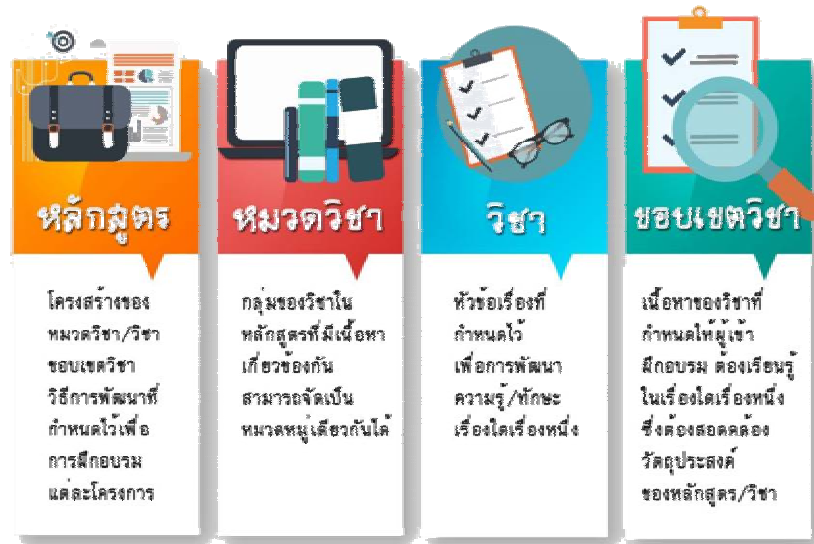 หลักสูตร
โครงสร้างของ
หมวดวิชา/วิชา
ขอบเขตวิชา
วิธีการพัฒนาที่
กำหนดไว้เพื่อ
การฝึกอบรม
แต่ละโครงการ
หมวดวิชา
กลุ่มของวิชาใน
หลักสูตรที่มีเนื้อหา
เกี่ยวข้องกัน
สามารถจัดเป็น
หมวดหมู่เดียวกันได้
วิชา
หัวข้อเรื่องที่
กำหนดไว้
เพื่อการพัฒนา
ความรู้/ทักษะ
เรื่องใดเรื่องหนึ่ง
ขอบเขตวิชา
เนื้อหาของวิชาที่
กำหนดให้ผู้เข้า
ฝึกอบรม ต้องเรียนรู้
ในเรื่องใดเรื่องหนึ่ง
ซึ่งต้องสอดคล้อง
วัตถุประสงค์
ของหลักสูตร/วิชา